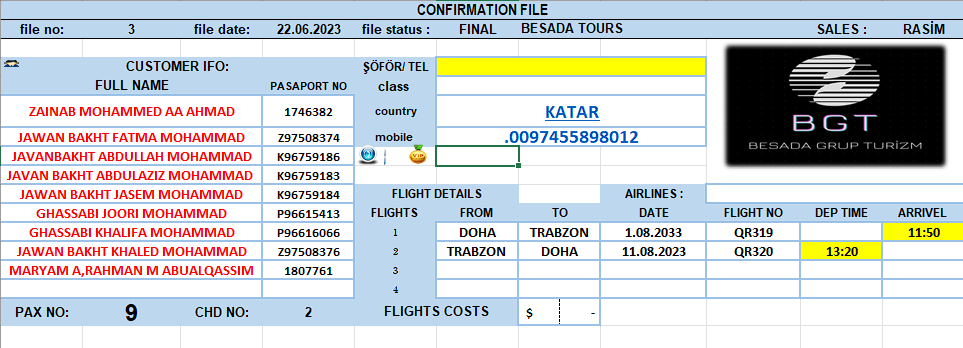 CONFIRMATION FILE
file no: 3 file date: 22.06.2023 file status : FINAL BESADA TOURS SALES : RASİM
CUSTOMER IFO: ŞÖFÖR/ TEL
FULL NAME PASAPORT NO class
ZAINAB MOHAMMED AA AHMAD 1746382 country KATAR
JAWAN BAKHT FATMA MOHAMMAD Z97508374 mobile .0097455898012
BGT
BESADA GRUP TURİZM
JAVANBAKHT ABDULLAH MOHAMMAD K96759186 VIP
JAVAN BAKHT ABDULAZIZ MOHAMMAD K96759183
JAWAN BAKHT JASEM MOHAMMAD K96759184 FLIGHT DETAILS AIRLINES :
GHASSABI JOORI MOHAMMAD P96615413 FLIGHTS FROM TO DATE FLIGHT NO DEP TIME ARRIVEL
GHASSABI KHALIFA MOHAMMAD P96616066 1 DOHA TRABZON 1.08.2033 QR319 11:50
JAWAN BAKHT KHALED MOHAMMAD Z97508376 2 TRABZON DOHA 11.08.2023 QR320 13:20
MARYAM A,RAHMAN M ABUALQASSIM 1807761 3
4
PAX NO: 9 CHD NO: 2 FLIGHTS COSTS $ -